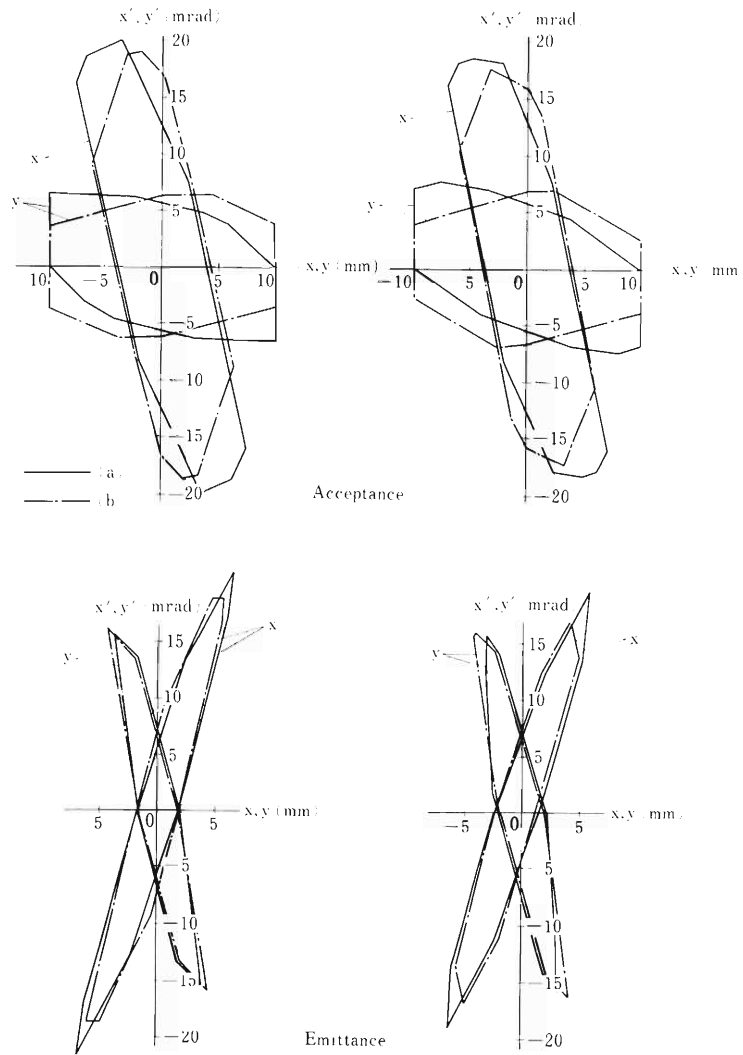 x′, y′ (mrad)
20
15
10
5
x
y
10 −5 0 5 10
x, y (mm)
−5
−10
−15
−20
(a)
(b
x′, y′ mrad
20
15
10
5
x
y
−10 −5 0 5 10
x, y mm
−5
−10
−15
−20
Acceptance
x′, y′ mrad)
15
10
5
x
y
5 0 5
x, y (mm)
−5
−10
−15
−20
x′, y′ mrad
15
10
5
y
x
−5 0 5
x, y mm)
5
−10
−15
−20
Emittance